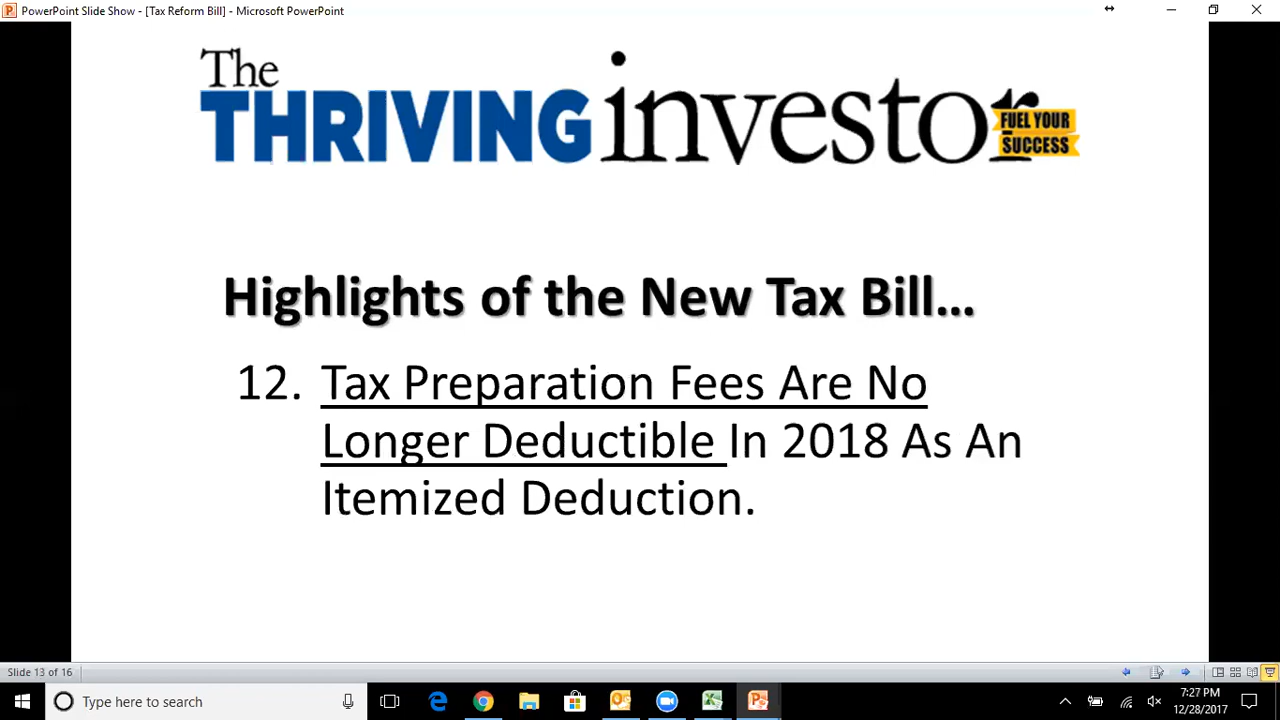 PowerPoint Slide Show - [Tax Reform Bill] - Microsoft PowerPoint
The
THRIVING investor
FUEL YOUR
SUCCESS
Highlights of the New Tax Bill...
12. Tax Preparation Fees Are No
Longer Deductible In 2018 As An
Itemized Deduction.
Slide 13 of 16
Type here to search
7:27 PM
12/28/2017